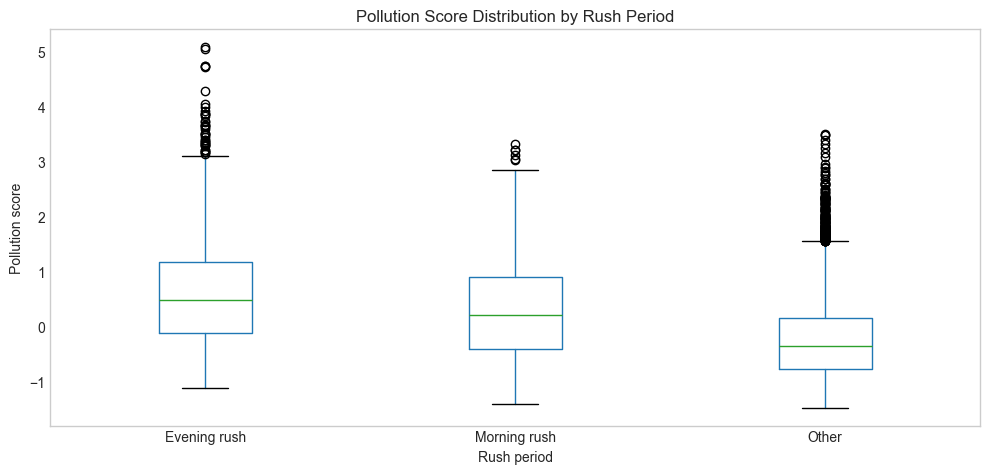 Pollution Score Distribution by Rush Period
Pollution score
5
4
3
2
1
0
−1
Evening rush
Morning rush
Other
Rush period